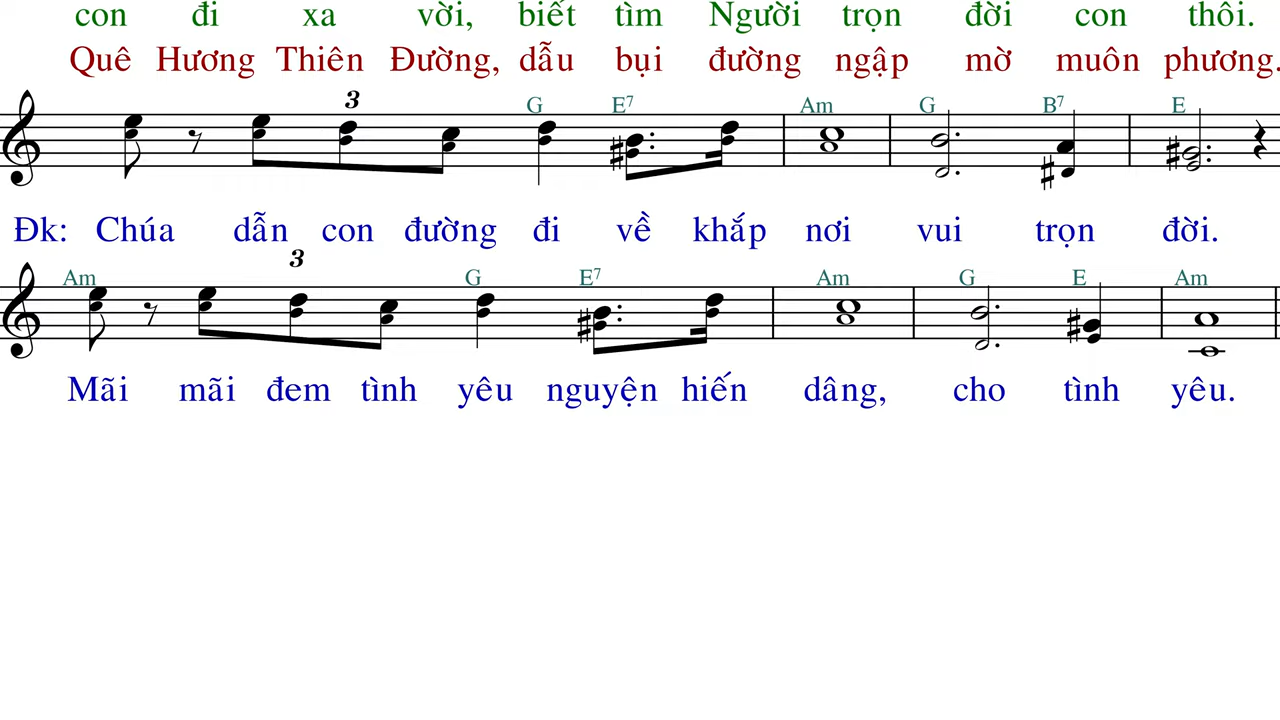 con đi xa vời, biết tìm Người trọn đời con thôi.
Quê Hương Thiên Đường, dẫu bụi đường ngập mờ muôn phương.
3
G E7 Am G B7 E
Đk: Chúa dẫn con đường đi về khắp nơi vui trọn đời.
3
Am G E7 Am G E Am
Mãi mãi đem tình yêu nguyện hiến dâng, cho tình yêu.